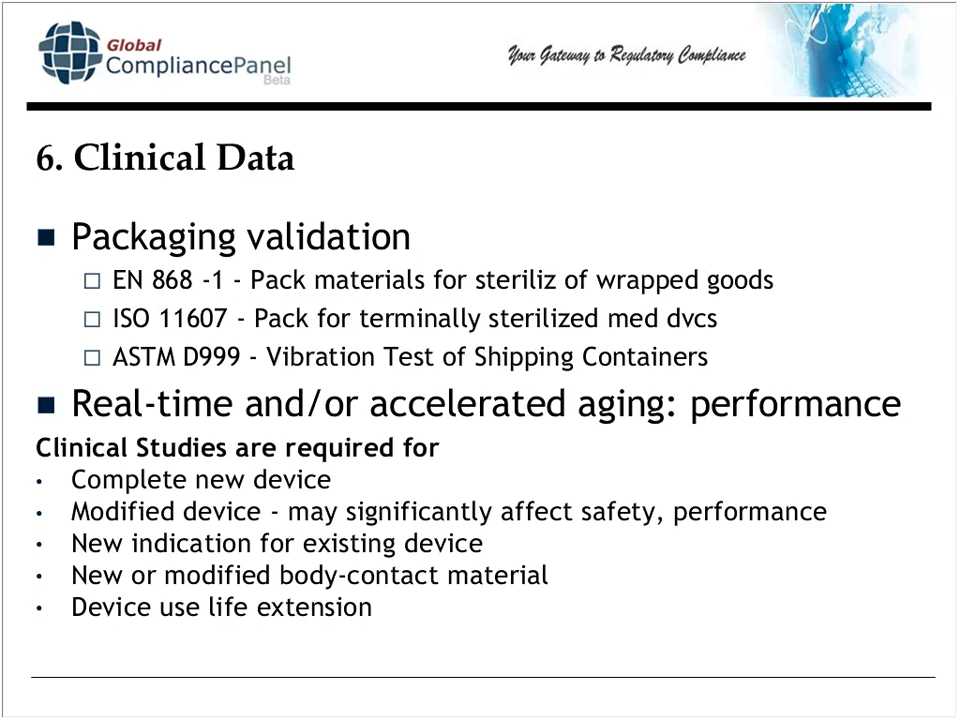 Global
CompliancePanel
Beta
Your Gateway to Regulatory Compliance
6. Clinical Data
Packaging validation
EN 868 -1 - Pack materials for steriliz of wrapped goods
ISO 11607 - Pack for terminally sterilized med dvcs
ASTM D999 - Vibration Test of Shipping Containers
Real-time and/or accelerated aging: performance
Clinical Studies are required for
• Complete new device
• Modified device - may significantly affect safety, performance
• New indication for existing device
• New or modified body-contact material
• Device use life extension